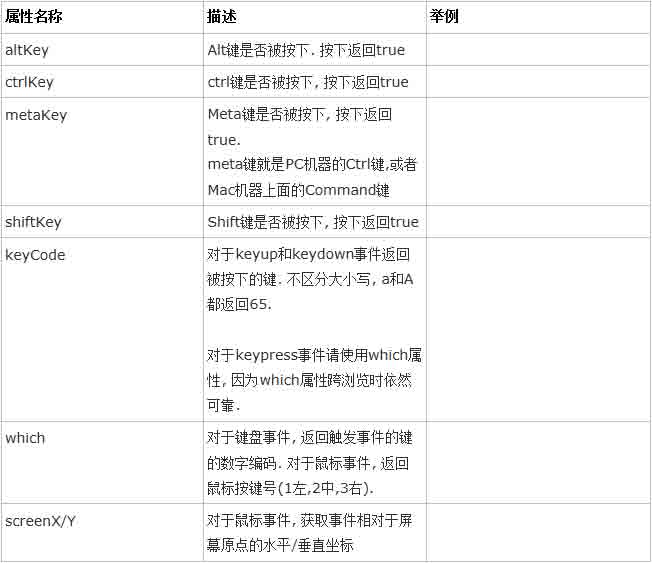 属性名称 描述 举例
altKey Alt键是否被按下. 按下返回true
ctrlKey ctrl键是否被按下, 按下返回true
metaKey Meta键是否被按下, 按下返回
true.
meta键就是PC机器的Ctrl键,或者
Mac机器上面的Command键
shiftKey Shift键是否被按下, 按下返回true
keyCode 对于keyup和keydown事件返回
被按下的键. 不区分大小写, a和A
都返回65.
对于keypress事件请使用which属
性, 因为which属性跨浏览时依然
可靠.
which 对于键盘事件, 返回触发事件的键
的数字编码. 对于鼠标事件, 返回
鼠标按键号(1左,2中,3右).
screenX/Y 对于鼠标事件, 获取事件相对于屏
幕原点的水平/垂直坐标